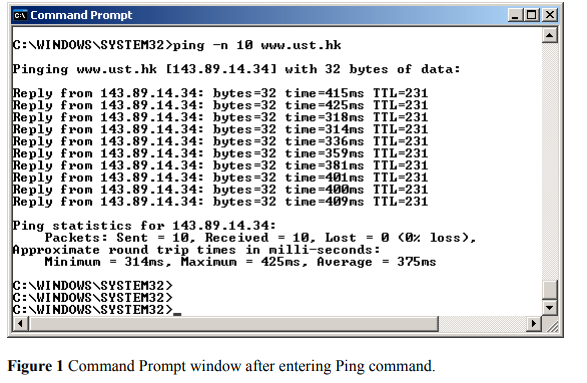 Command Prompt
C:\WINDOWS\SYSTEM32>ping -n 10 www.ust.hk
Pinging www.ust.hk [143.89.14.34] with 32 bytes of data:
Reply from 143.89.14.34: bytes=32 time=415ms TTL=231
Reply from 143.89.14.34: bytes=32 time=425ms TTL=231
Reply from 143.89.14.34: bytes=32 time=318ms TTL=231
Reply from 143.89.14.34: bytes=32 time=314ms TTL=231
Reply from 143.89.14.34: bytes=32 time=336ms TTL=231
Reply from 143.89.14.34: bytes=32 time=359ms TTL=231
Reply from 143.89.14.34: bytes=32 time=381ms TTL=231
Reply from 143.89.14.34: bytes=32 time=401ms TTL=231
Reply from 143.89.14.34: bytes=32 time=400ms TTL=231
Reply from 143.89.14.34: bytes=32 time=409ms TTL=231
Ping statistics for 143.89.14.34:
Packets: Sent = 10, Received = 10, Lost = 0 (0% loss),
Approximate round trip times in milli-seconds:
Minimum = 314ms, Maximum = 425ms, Average = 375ms
C:\WINDOWS\SYSTEM32>
C:\WINDOWS\SYSTEM32>
C:\WINDOWS\SYSTEM32>_
Figure 1 Command Prompt window after entering Ping command.